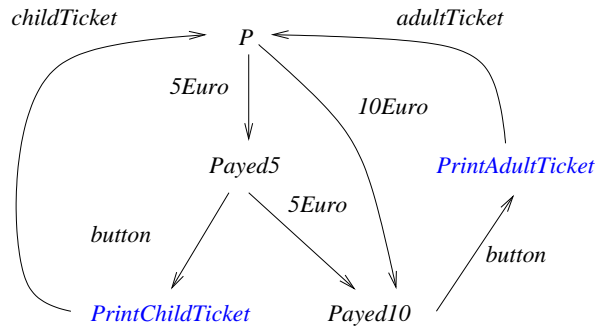 childTicket
adultTicket
P
5Euro
10Euro
Payed5
PrintAdultTicket
5Euro
button
button
PrintChildTicket
Payed10